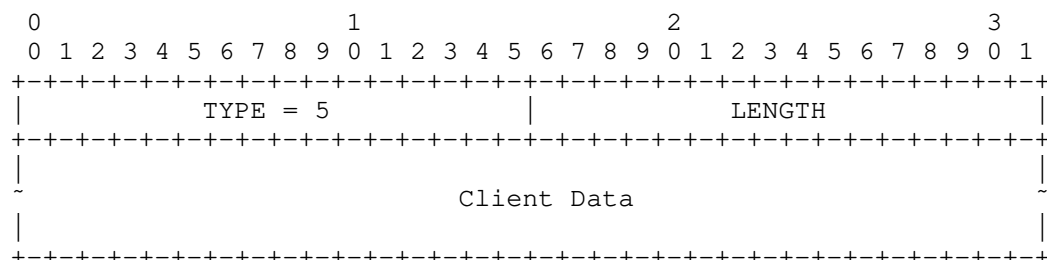 0                   1                   2                   3
 0 1 2 3 4 5 6 7 8 9 0 1 2 3 4 5 6 7 8 9 0 1 2 3 4 5 6 7 8 9 0 1
+-+-+-+-+-+-+-+-+-+-+-+-+-+-+-+-+-+-+-+-+-+-+-+-+-+-+-+-+-+-+-+-+
|           TYPE = 5            |            LENGTH             |
+-+-+-+-+-+-+-+-+-+-+-+-+-+-+-+-+-+-+-+-+-+-+-+-+-+-+-+-+-+-+-+-+
|                                                               |
~                          Client Data                          ~
|                                                               |
+-+-+-+-+-+-+-+-+-+-+-+-+-+-+-+-+-+-+-+-+-+-+-+-+-+-+-+-+-+-+-+-+